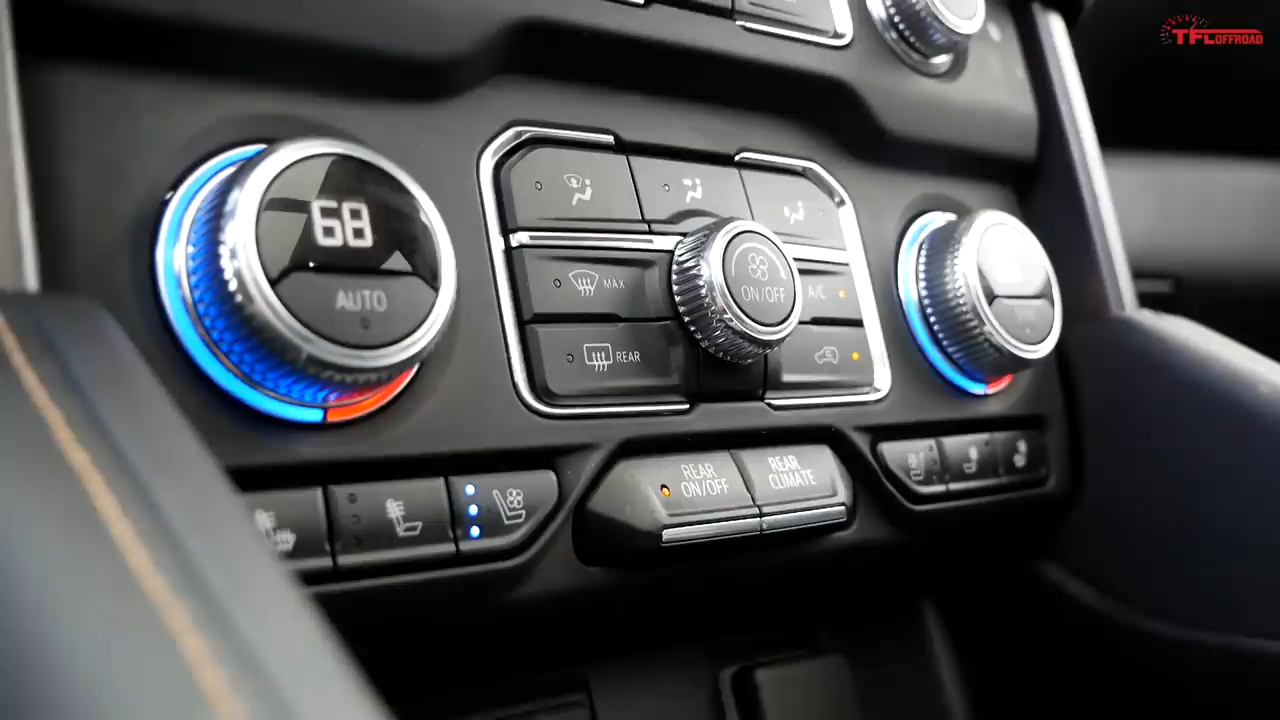 TFLOFFROAD
68
AUTO
MAX
ON/OFF
A/C
REAR
REAR
ON/OFF
REAR
CLIMATE